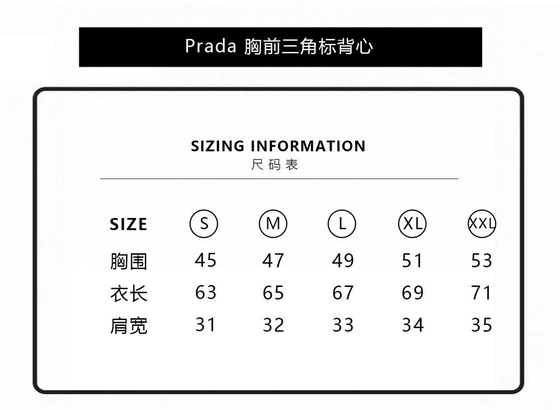 Prada 胸前三角标背心
SIZING INFORMATION
尺码表
SIZE S M L XL XXL
胸围 45 47 49 51 53
衣长 63 65 67 69 71
肩宽 31 32 33 34 35